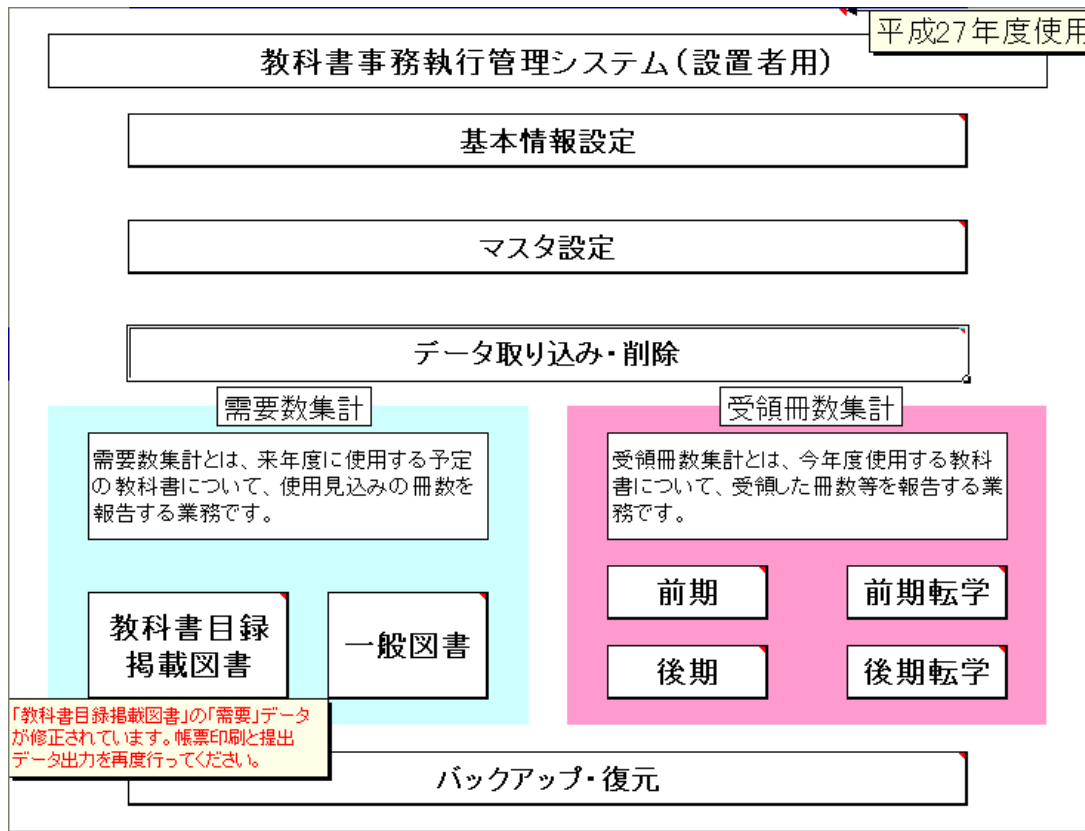 平成27年度使用
教科書事務執行管理システム(設置者用)
基本情報設定
マスタ設定
データ取り込み・削除
需要数集計
需要数集計とは、来年度に使用する予定
の教科書について、使用見込みの冊数を
報告する業務です。
教科書目録
掲載図書
一般図書
「教科書目録掲載図書」の「需要」データ
が修正されています。帳票印刷と提出
データ出力を再度行ってください。
受領冊数集計
受領冊数集計とは、今年度使用する教科
書について、受領した冊数等を報告する業
務です。
前期
前期転学
後期
後期転学
バックアップ・復元